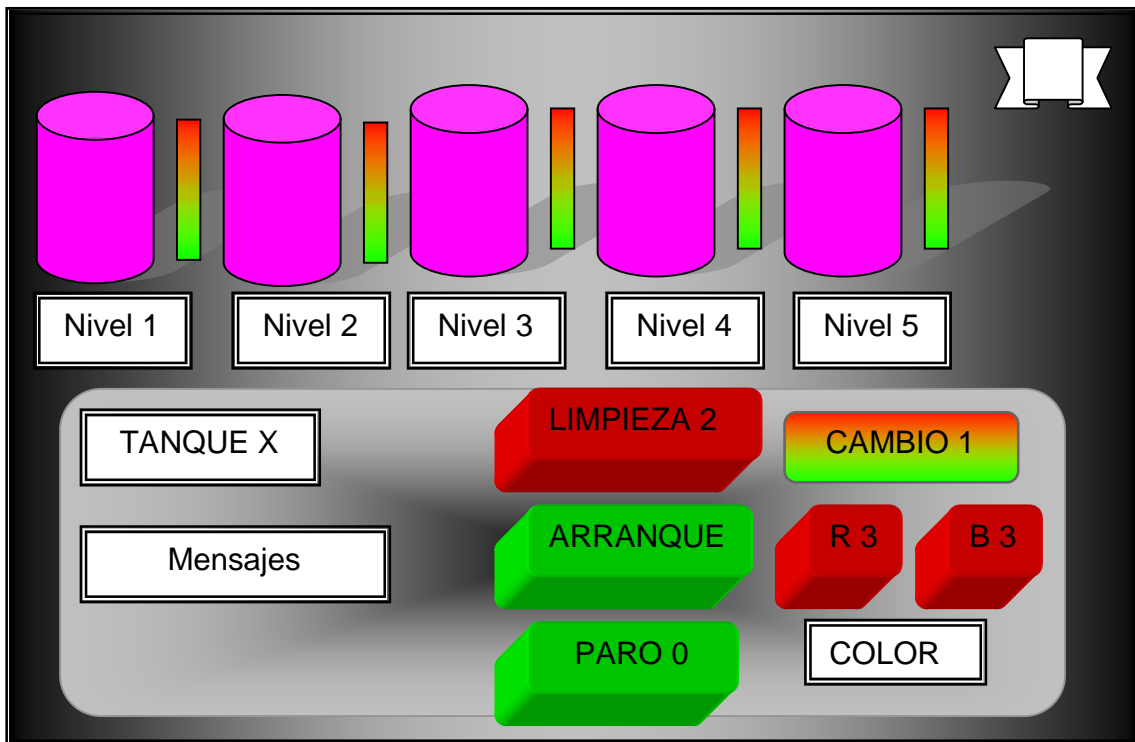 Nivel 1
Nivel 2
Nivel 3
Nivel 4
Nivel 5
TANQUE X
LIMPIEZA 2
CAMBIO 1
Mensajes
ARRANQUE
R 3
B 3
PARO 0
COLOR